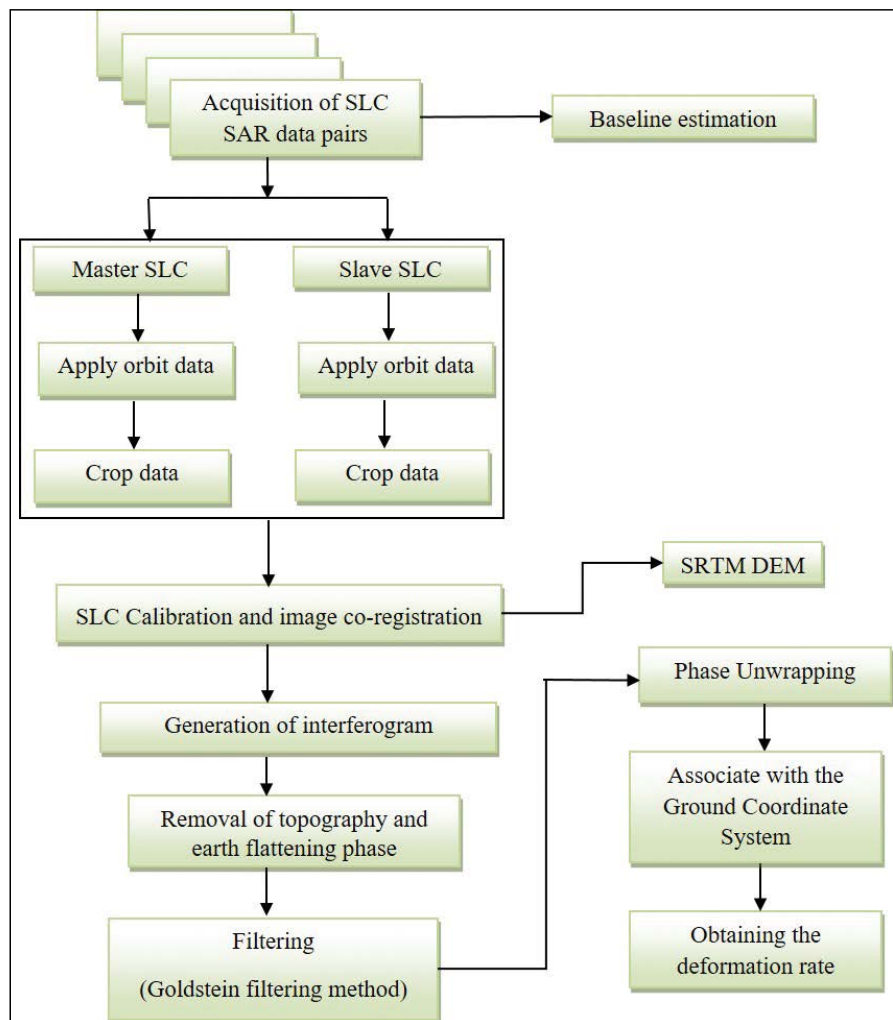 Acquisition of SLC
SAR data pairs
Baseline estimation
Master SLC
Slave SLC
Apply orbit data
Apply orbit data
Crop data
Crop data
SRTM DEM
SLC Calibration and image co-registration
Phase Unwrapping
Generation of interferogram
Associate with the
Ground Coordinate
System
Removal of topography and
earth flattening phase
Filtering
(Goldstein filtering method)
Obtaining the
deformation rate